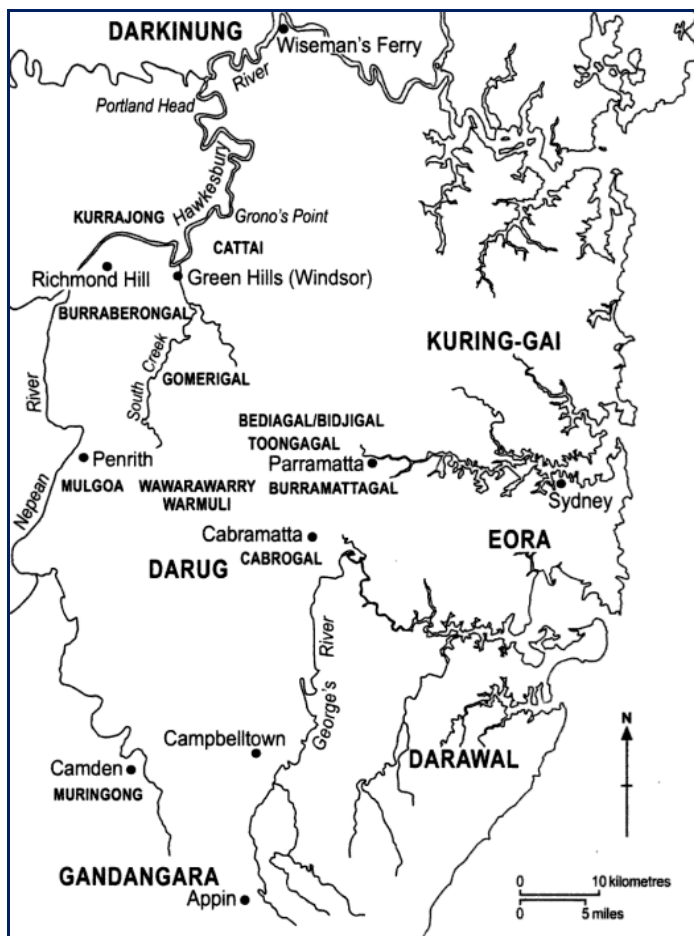 DARKINUNG
Wiseman's Ferry
River
Portland Head
Hawkesbury
KURRAJONG
Grono's Point
CATTAI
Richmond Hill
Green Hills (Windsor)
BURRABERONGAL
KURING-GAI
South Creek
GOMERIGAL
River
BEDIAGAL/BIDJIGAL
TOONGAGAL
Penrith
Parramatta
MULGOA
WAWARAWARRY
WARMULI
BURRAMATTAGAL
Sydney
Nepean
Cabramatta
EORA
CABROGAL
DARUG
River
George's
N
Campbelltown
DARAWAL
Camden
MURINGONG
GANDANGARA
Appin
0 10 kilometres
0 5 miles